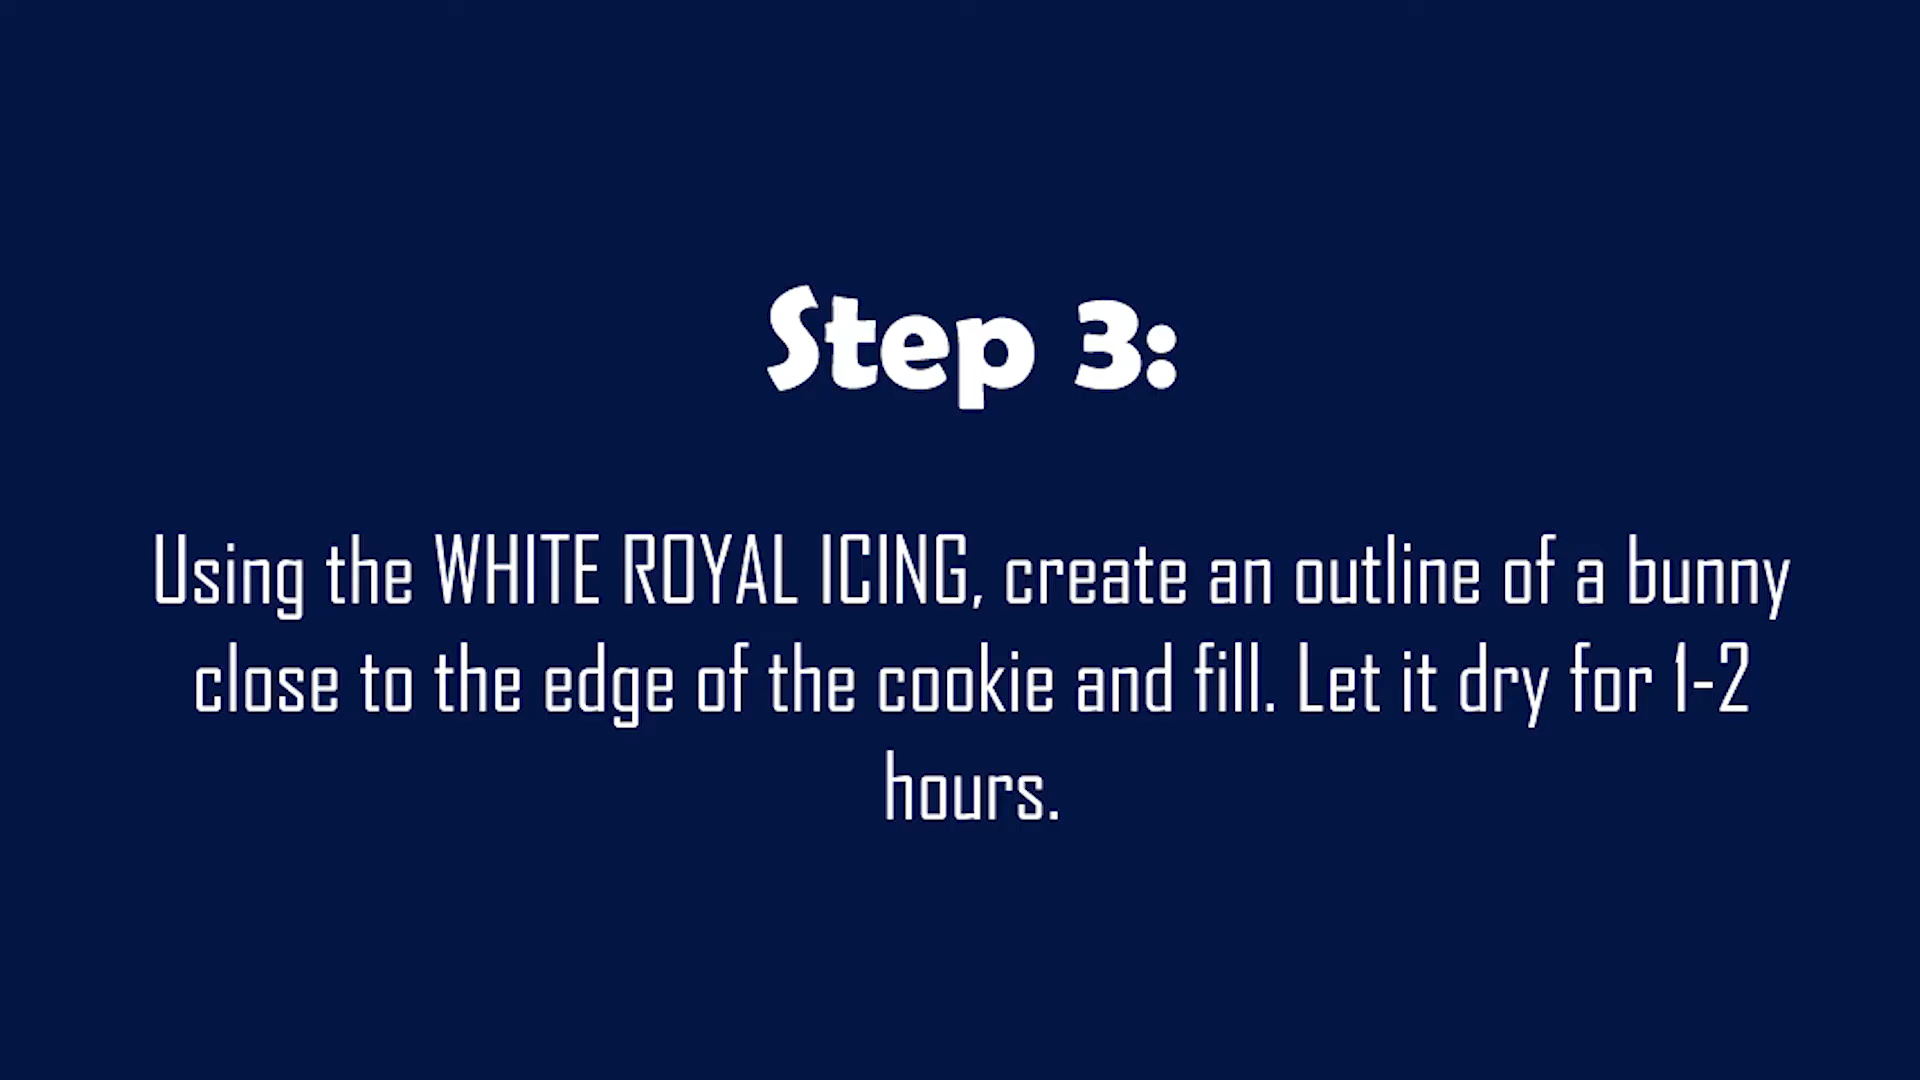 Step 3:
Using the WHITE ROYAL ICING, create an outline of a bunny
close to the edge of the cookie and fill. Let it dry for 1-2
hours.